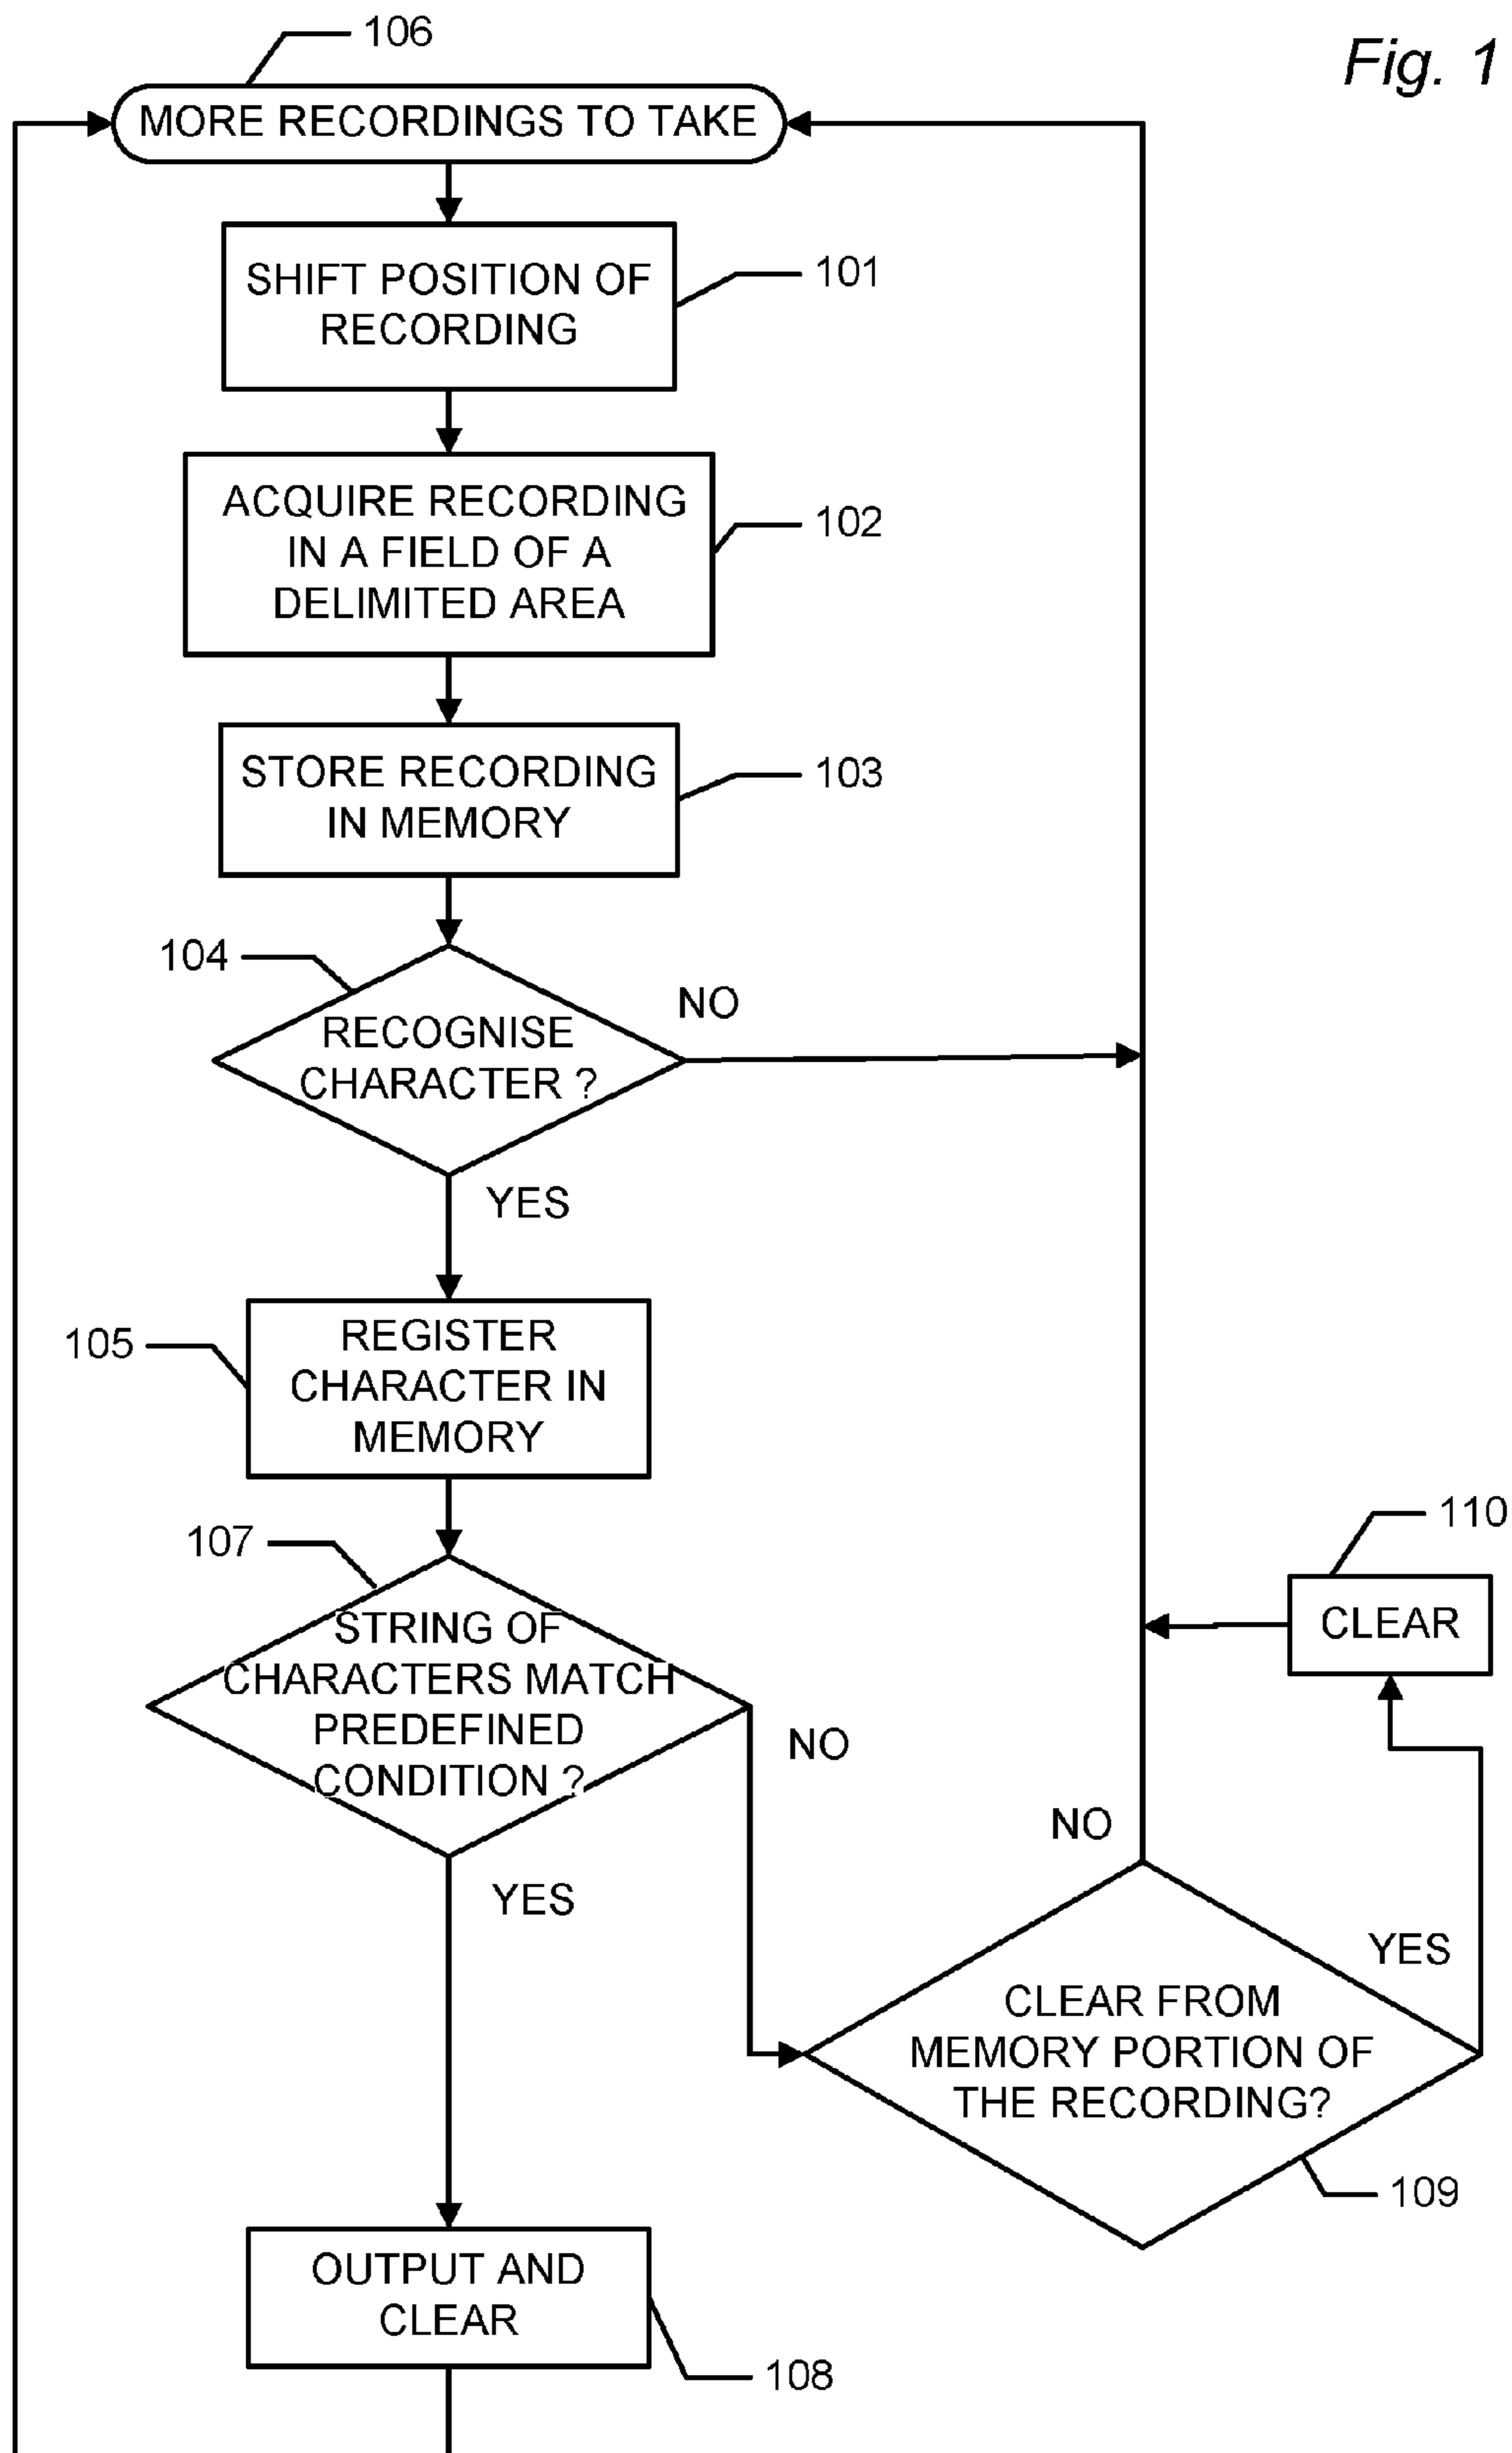 Fig. 1
106
MORE RECORDINGS TO TAKE
SHIFT POSITION OF
RECORDING
101
ACQUIRE RECORDING
IN A FIELD OF A
DELIMITED AREA
102
STORE RECORDING
IN MEMORY
103
104
RECOGNISE
CHARACTER ?
NO
YES
REGISTER
CHARACTER IN
MEMORY
105
107
STRING OF
CHARACTERS MATCH
PREDEFINED
CONDITION ?
NO
YES
110
CLEAR
NO
YES
CLEAR FROM
MEMORY PORTION OF
THE RECORDING?
109
OUTPUT AND
CLEAR
108